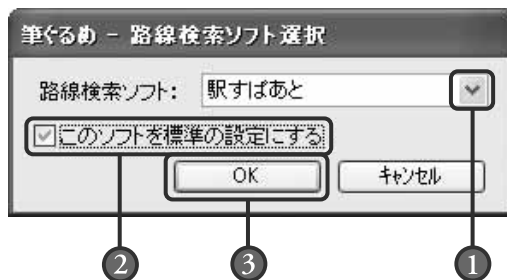 筆ぐるめ - 路線検索ソフト選択
路線検索ソフト: 駅すぱあと
このソフトを標準の設定にする
OK キャンセル
2 3 1